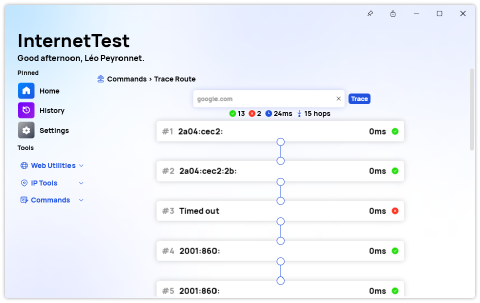 InternetTest
Good afternoon, Léo Peyronnet.
Pinned
Home
History
Settings
Tools
Web Utilities
IP Tools
Commands
Commands › Trace Route
google.com
Trace
13 2 24ms 15 hops
#1 2a04:cec2: 0ms
#2 2a04:cec2:2b: 0ms
#3 Timed out 0ms
#4 2001:860: 0ms
#5 2001:860: 0ms